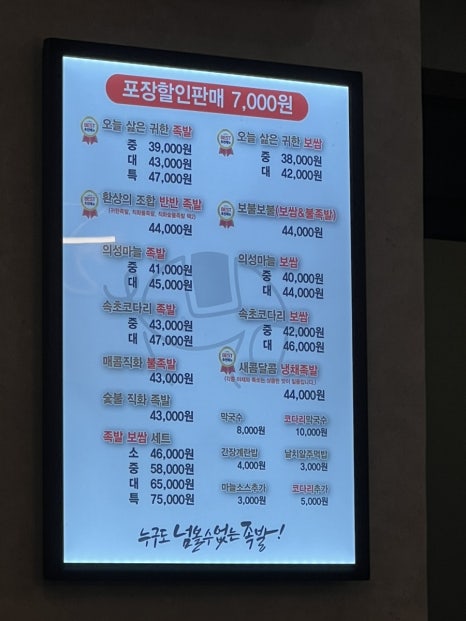 포장할인판매 7,000원
오늘 삶은 귀한 족발
중 39,000원
대 43,000원
특 47,000원
오늘 삶은 귀한 보쌈
중 38,000원
대 42,000원
환상의 조합 반반 족발
44,000원
보불보불(보쌈&불족발)
44,000원
의성마늘 족발
중 41,000원
대 45,000원
의성마늘 보쌈
중 40,000원
대 44,000원
속초코다리 족발
중 43,000원
대 47,000원
속초코다리 보쌈
중 42,000원
대 46,000원
매콤직화 불족발
43,000원
새콤달콤 냉채족발
44,000원
숯불 직화 족발
43,000원
족발 보쌈 세트
소 46,000원
중 58,000원
대 65,000원
특 75,000원
막국수
8,000원
코다리막국수
10,000원
간장계란밥
4,000원
날치알주먹밥
3,000원
마늘소스추가
3,000원
코다리추가
5,000원
누구도 넘볼수없는 족발!